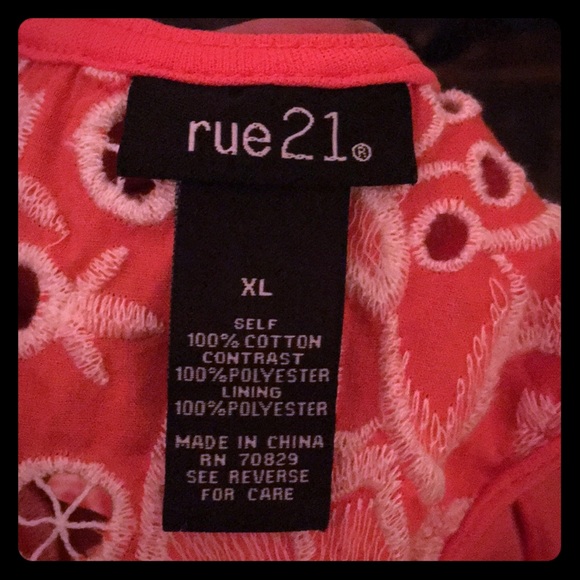 rue21®
XL
SELF
100% COTTON
CONTRAST
100% POLYESTER
LINING
100% POLYESTER
MADE IN CHINA
RN 70829
SEE REVERSE
FOR CARE